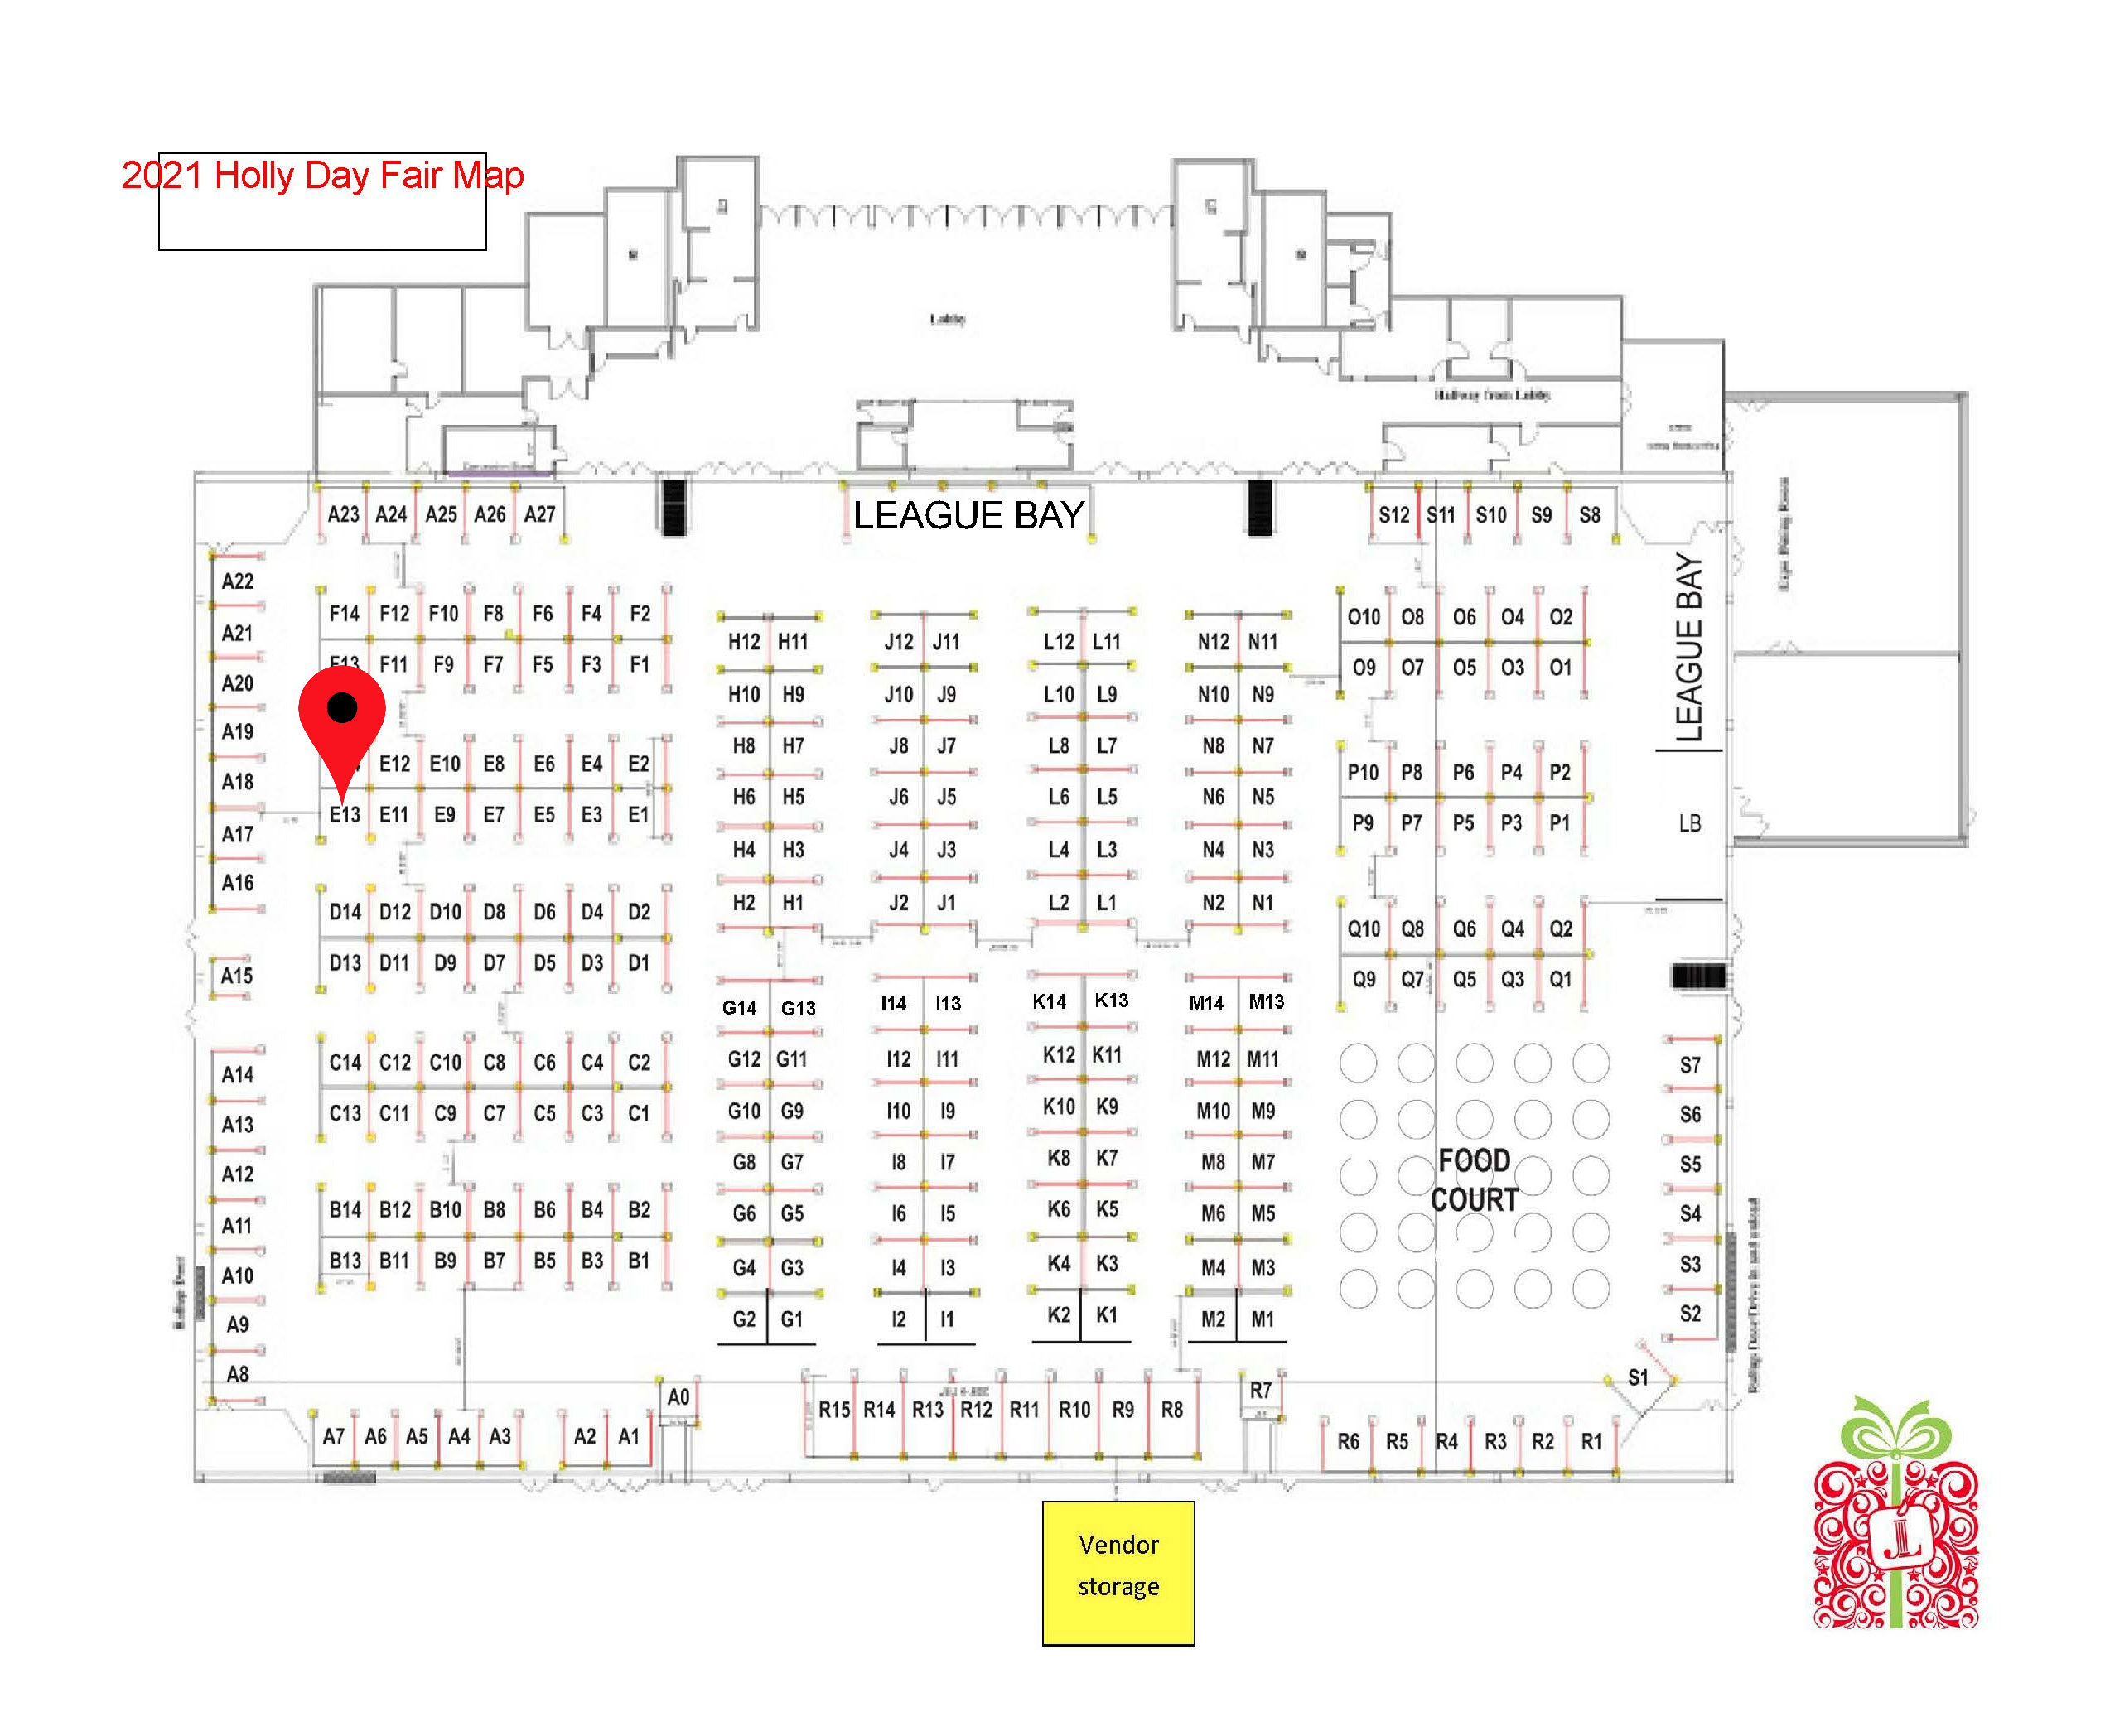 2021 Holly Day Fair Map
Lobby
Hallway from Lobby
LEAGUE BAY
A23 A24 A25 A26 A27
S12 S11 S10 S9 S8
LEAGUE BAY
LB
A22
A21
A20
A19
A18
A17
A16
A15
A14
A13
A12
A11
A10
A9
A8
F14 F12 F10 F8 F6 F4 F2
F13 F11 F9 F7 F5 F3 F1
E12 E10 E8 E6 E4 E2
E13 E11 E9 E7 E5 E3 E1
D14 D12 D10 D8 D6 D4 D2
D13 D11 D9 D7 D5 D3 D1
C14 C12 C10 C8 C6 C4 C2
C13 C11 C9 C7 C5 C3 C1
B14 B12 B10 B8 B6 B4 B2
B13 B11 B9 B7 B5 B3 B1
H12 H11
H10 H9
H8 H7
H6 H5
H4 H3
H2 H1
J12 J11
J10 J9
J8 J7
J6 J5
J4 J3
J2 J1
L12 L11
L10 L9
L8 L7
L6 L5
L4 L3
L2 L1
N12 N11
N10 N9
N8 N7
N6 N5
N4 N3
N2 N1
G14 G13
G12 G11
G10 G9
G8 G7
G6 G5
G4 G3
G2 G1
I14 I13
I12 I11
I10 I9
I8 I7
I6 I5
I4 I3
I2 I1
K14 K13
K12 K11
K10 K9
K8 K7
K6 K5
K4 K3
K2 K1
M14 M13
M12 M11
M10 M9
M8 M7
M6 M5
M4 M3
M2 M1
O10 O8 O6 O4 O2
O9 O7 O5 O3 O1
P10 P8 P6 P4 P2
P9 P7 P5 P3 P1
Q10 Q8 Q6 Q4 Q2
Q9 Q7 Q5 Q3 Q1
FOOD
COURT
S7
S6
S5
S4
S3
S2
S1
A7 A6 A5 A4 A3 A2 A1
A0
R15 R14 R13 R12 R11 R10 R9 R8
R7
R6 R5 R4 R3 R2 R1
Vendor
storage
JL